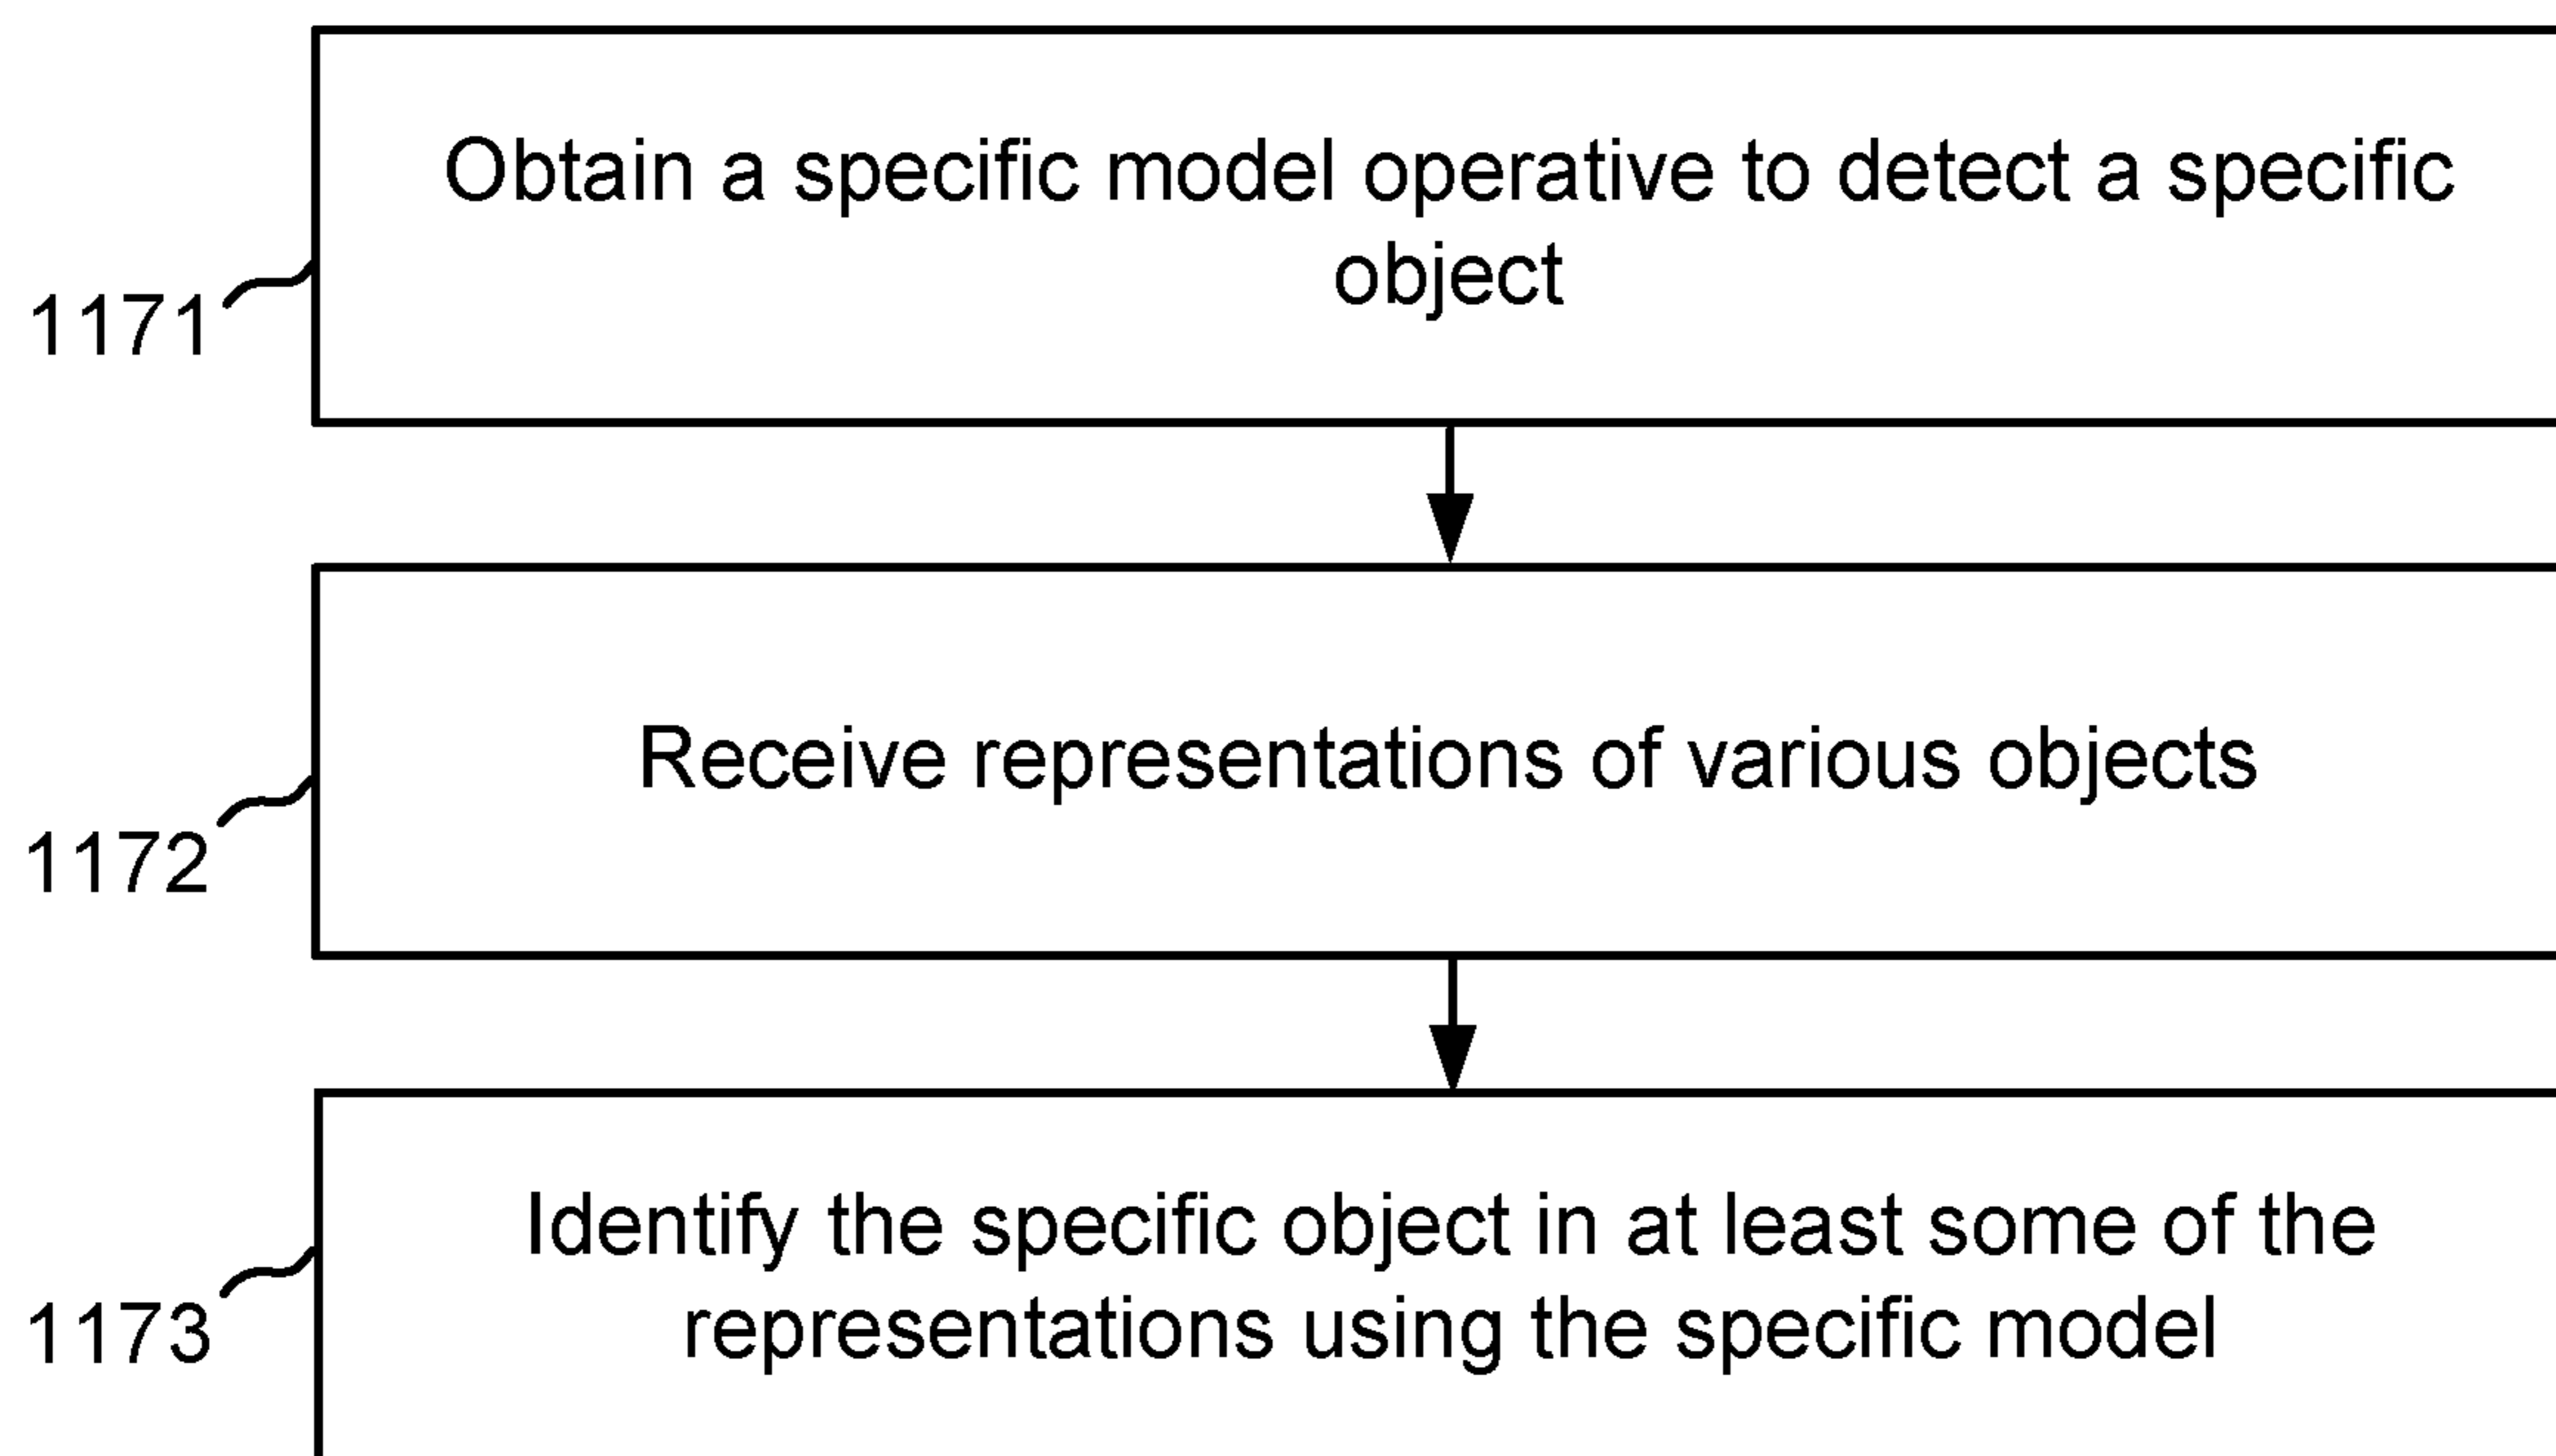 Obtain a specific model operative to detect a specific
object
1171
Receive representations of various objects
1172
Identify the specific object in at least some of the
representations using the specific model
1173